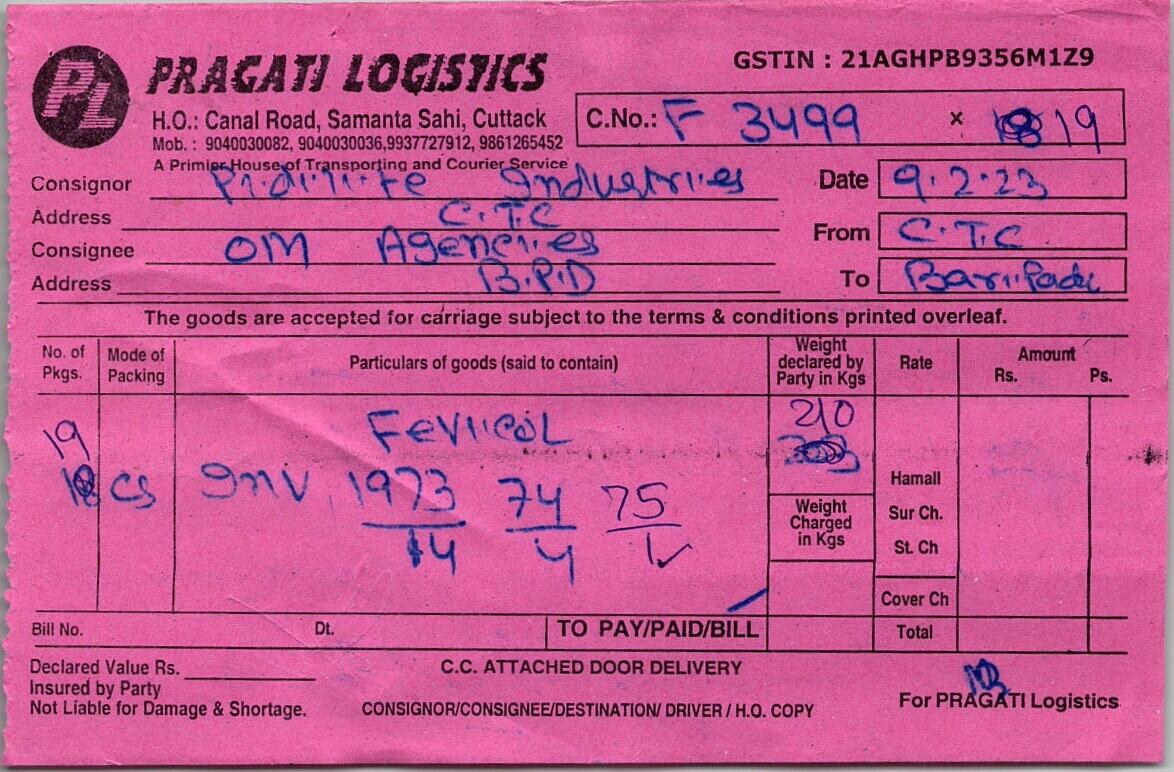 PL PRAGATI LOGISTICS
GSTIN : 21AGHPB9356M1Z9
H.O.: Canal Road, Samanta Sahi, Cuttack
Mob. : 9040030082, 9040030036,9937727912, 9861265452
A Primier House of Transporting and Courier Service
C.No.: F 3499 × 19
Consignor Pidilite Industries
Date 9.2.23
Address C.T.C
From C.T.C
Consignee OM Agencies
Address B.P.D
To Baripada
The goods are accepted for carriage subject to the terms & conditions printed overleaf.
No. of Pkgs. Mode of Packing Particulars of goods (said to contain) Weight declared by Party in Kgs Rate Amount Rs. Ps.
FEVICOL 210
19
CS Inv 1973 74 75
14 4 1
Weight Charged in Kgs
Hamall
Sur Ch.
St. Ch
Cover Ch
Bill No. Dt. TO PAY/PAID/BILL Total
Declared Value Rs. C.C. ATTACHED DOOR DELIVERY
Insured by Party
Not Liable for Damage & Shortage. CONSIGNOR/CONSIGNEE/DESTINATION/ DRIVER / H.O. COPY
For PRAGATI Logistics